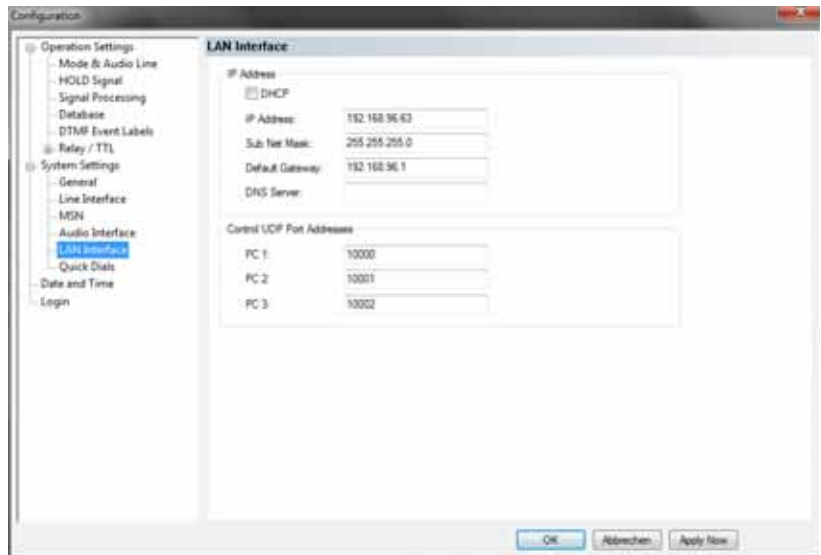 Configuration
Operation Settings
Mode & Audio Line
HOLD Signal
Signal Processing
Database
DTMF Event Labels
Relay / TTL
System Settings
General
Line Interface
MSN
Audio Interface
LAN Interface
Quick Dials
Date and Time
Login
LAN Interface
IP Address
DHCP
IP Address: 192.168.96.63
Sub Net Mask: 255.255.255.0
Default Gateway: 192.168.96.1
DNS Server:
Control UDP Port Addresses
PC 1: 10000
PC 2: 10001
PC 3: 10002
OK Abbrechen Apply Now